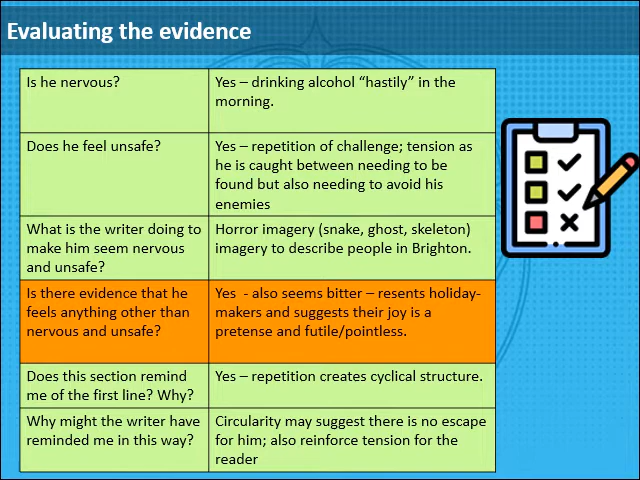 Evaluating the evidence
Is he nervous?
Yes – drinking alcohol “hastily” in the
morning.
Does he feel unsafe?
Yes – repetition of challenge; tension as
he is caught between needing to be
found but also needing to avoid his
enemies
What is the writer doing to
make him seem nervous
and unsafe?
Horror imagery (snake, ghost, skeleton)
imagery to describe people in Brighton.
Is there evidence that he
feels anything other than
nervous and unsafe?
Yes  - also seems bitter – resents holiday-
makers and suggests their joy is a
pretense and futile/pointless.
Does this section remind
me of the first line? Why?
Yes – repetition creates cyclical structure.
Why might the writer have
reminded me in this way?
Circularity may suggest there is no escape
for him; also reinforce tension for the
reader